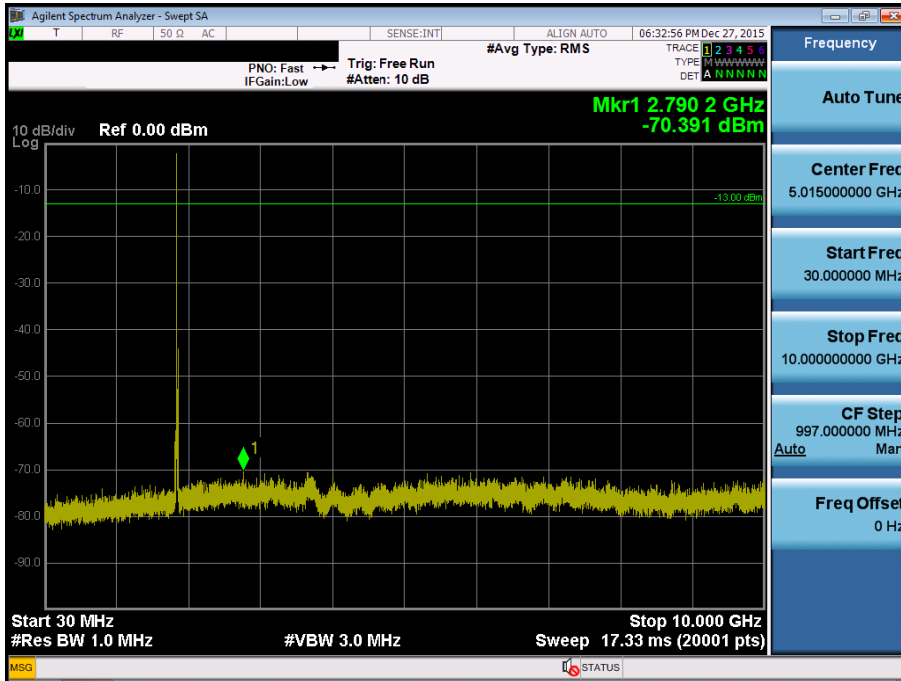 Agilent Spectrum Analyzer - Swept SA
LXI T RF 50 Ω AC SENSE:INT ALIGN AUTO 06:32:56 PM Dec 27, 2015
#Avg Type: RMS TRACE 1 2 3 4 5 6
PNO: Fast Trig: Free Run TYPE M WWWWW
IFGain:Low #Atten: 10 dB DET A N N N N N
Mkr1 2.790 2 GHz
-70.391 dBm
10 dB/div Ref 0.00 dBm
Log
-10.0
-13.00 dBm
-20.0
-30.0
-40.0
-50.0
-60.0
1
-70.0
-80.0
-90.0
Start 30 MHz Stop 10.000 GHz
#Res BW 1.0 MHz #VBW 3.0 MHz Sweep 17.33 ms (20001 pts)
MSG STATUS
Frequency
Auto Tune
Center Freq
5.015000000 GHz
Start Freq
30.000000 MHz
Stop Freq
10.000000000 GHz
CF Step
997.000000 MHz
Auto Man
Freq Offset
0 Hz